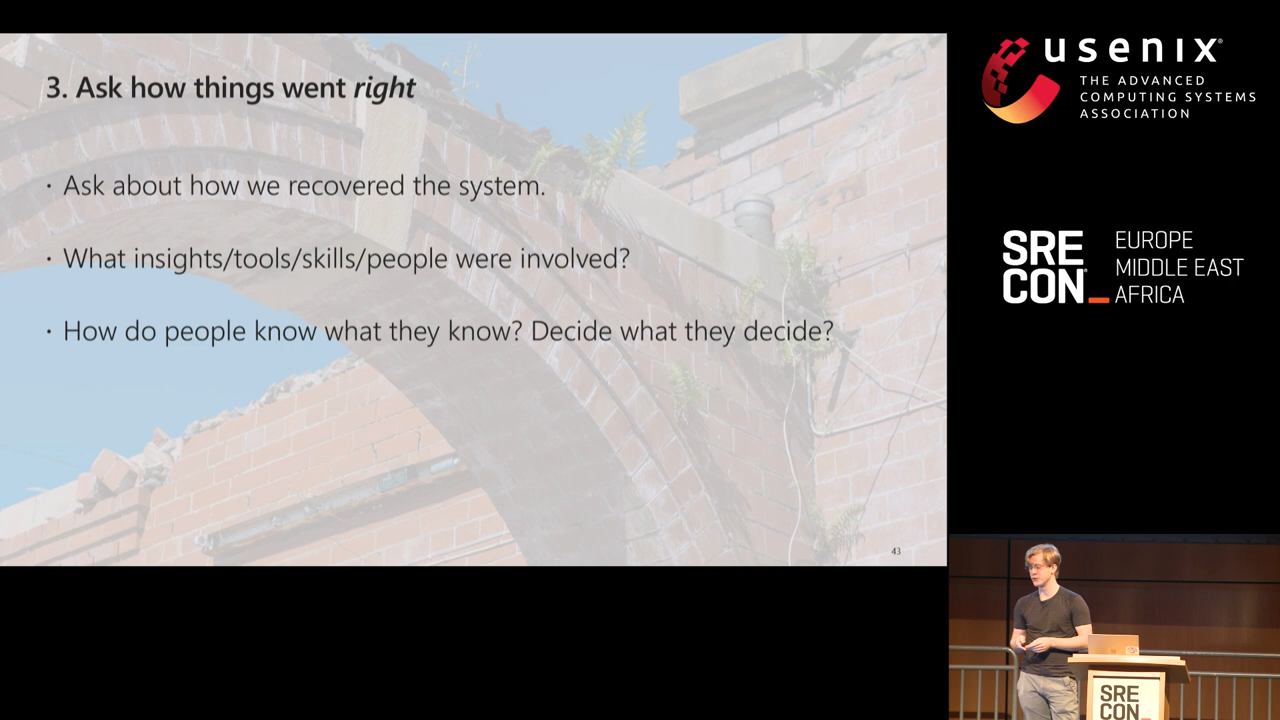 3. Ask how things went right
· Ask about how we recovered the system.
· What insights/tools/skills/people were involved?
· How do people know what they know? Decide what they decide?
43
usenix®
THE ADVANCED
COMPUTING SYSTEMS
ASSOCIATION
SRE
CON_
EUROPE
MIDDLE EAST
AFRICA
SRE
CON_